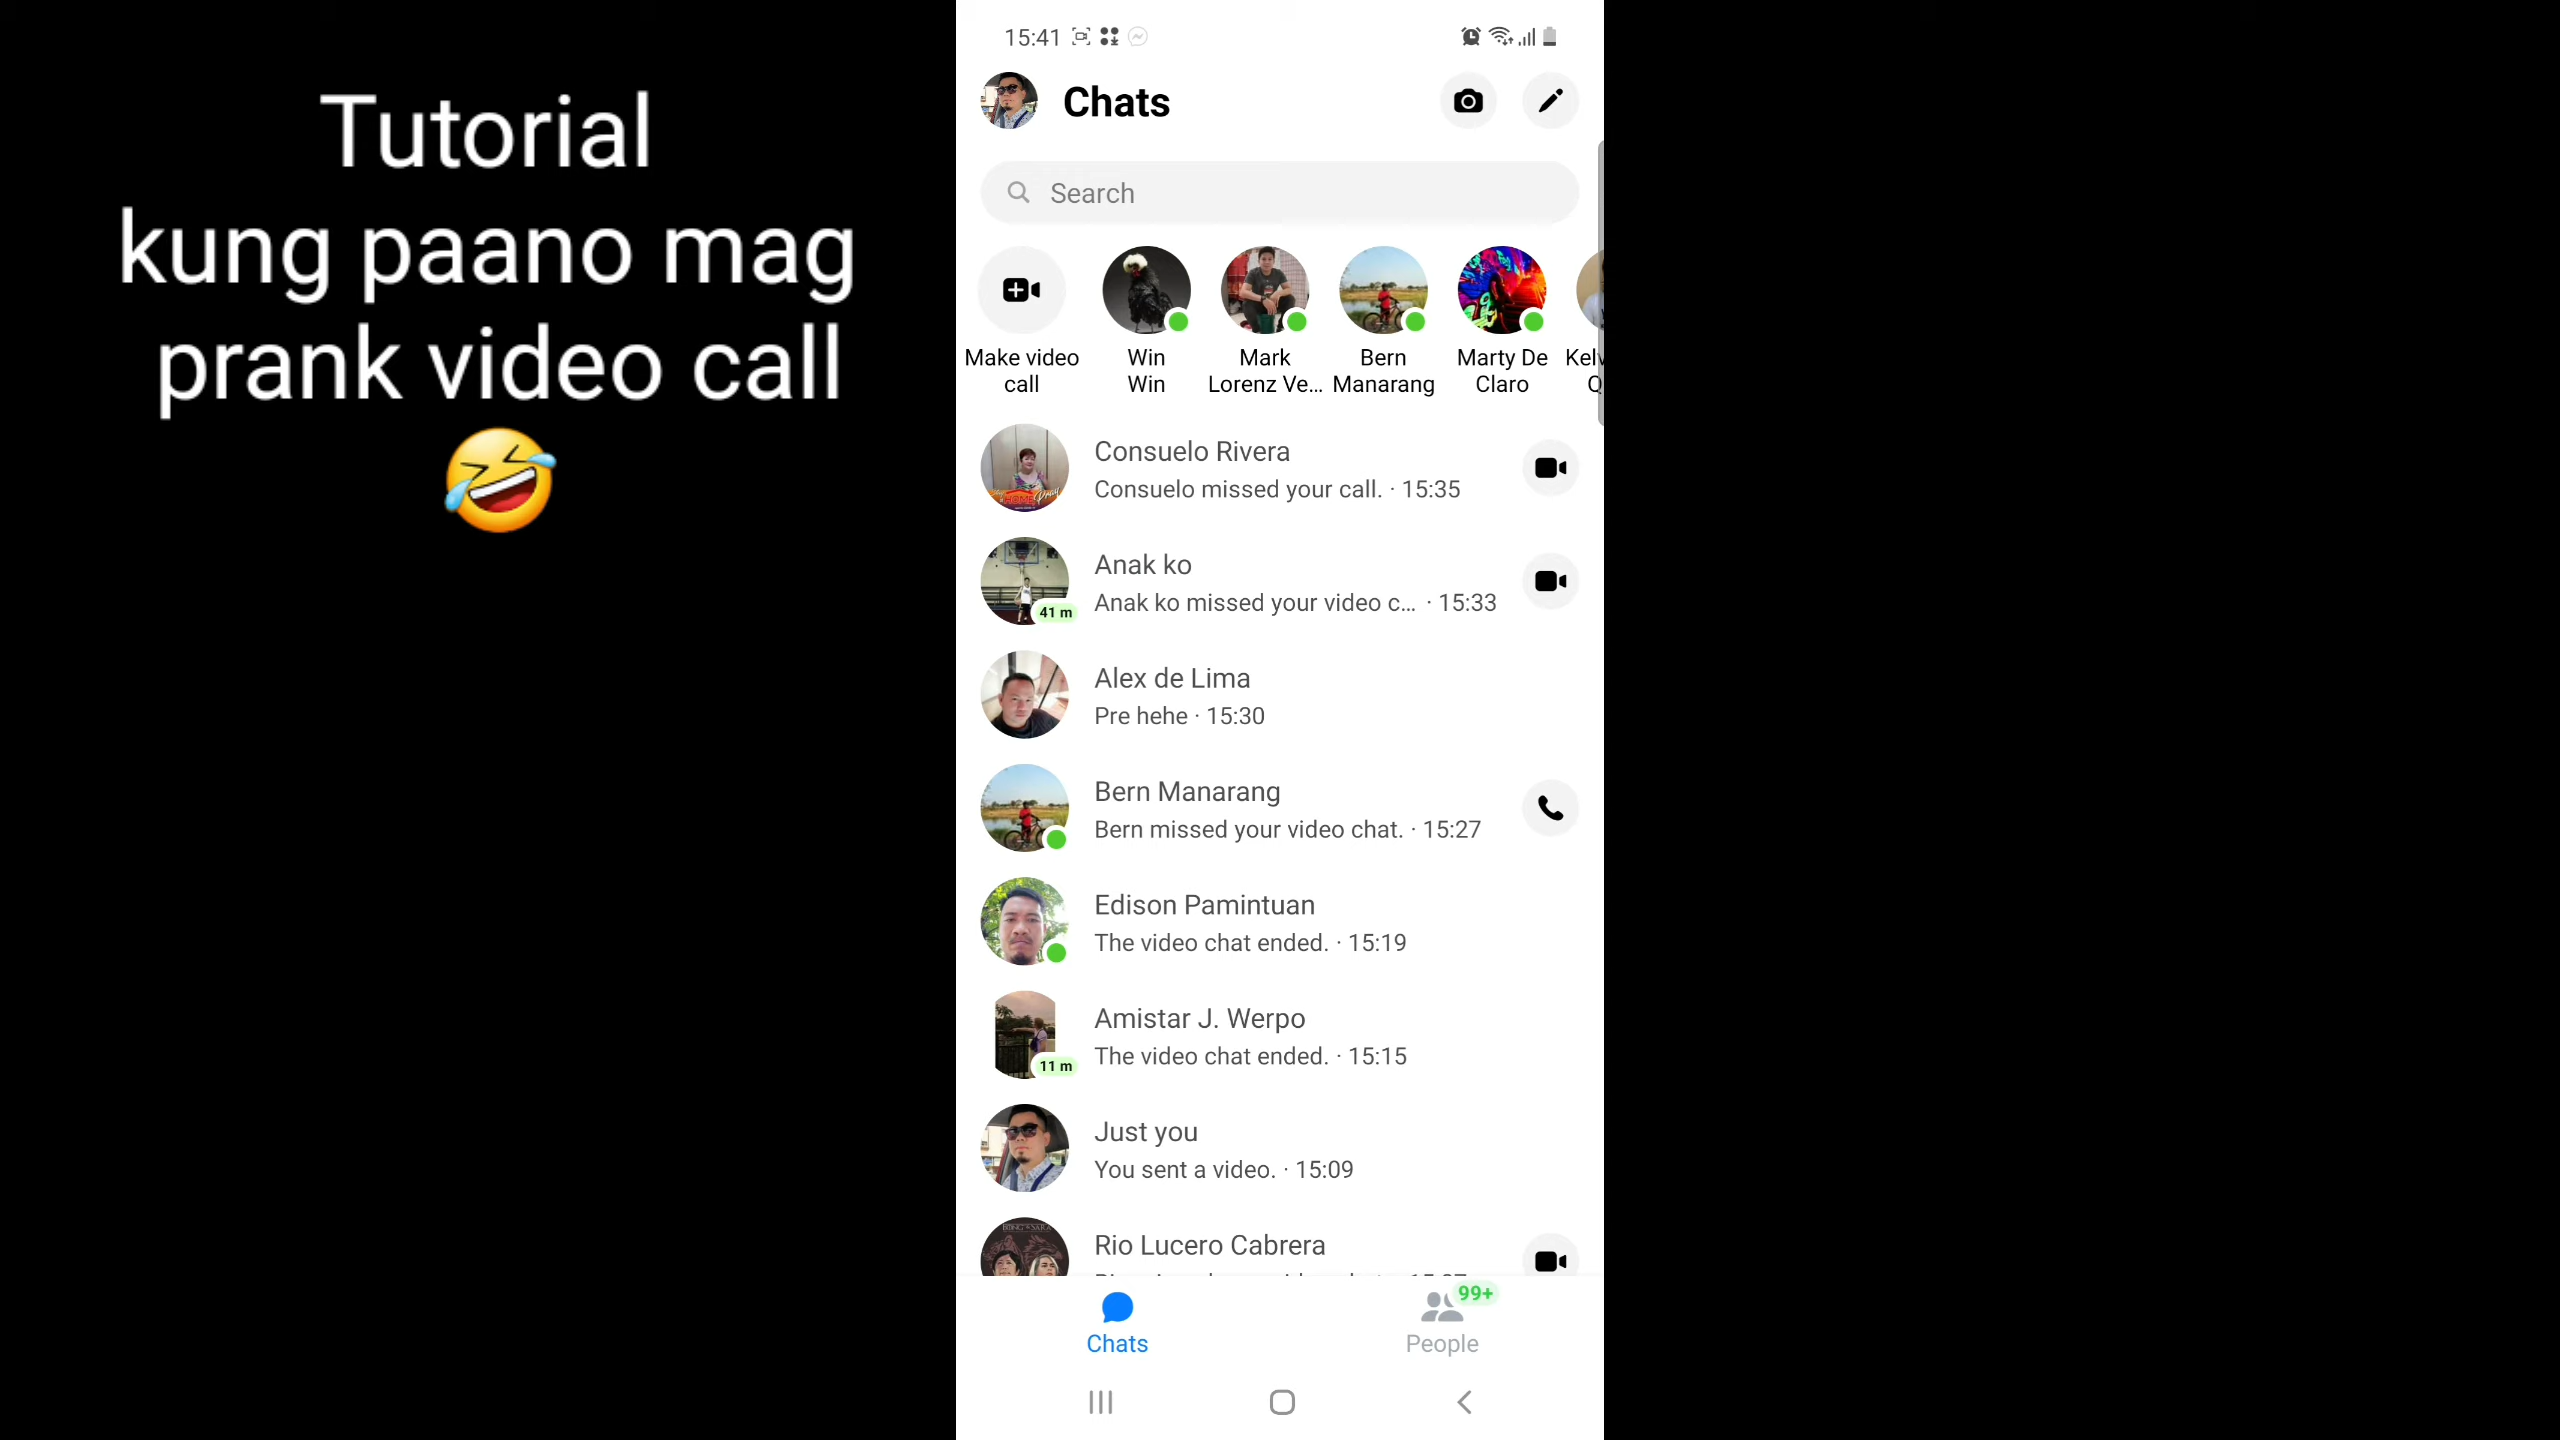 Tutorial
kung paano mag
prank video call
🤣
15:41
Chats
Search
Make video
call
Win
Win
Mark
Lorenz Ve...
Bern
Manarang
Marty De
Claro
Consuelo Rivera
Consuelo missed your call. · 15:35
Anak ko
Anak ko missed your video c... · 15:33
41 m
Alex de Lima
Pre hehe · 15:30
Bern Manarang
Bern missed your video chat. · 15:27
Edison Pamintuan
The video chat ended. · 15:19
Amistar J. Werpo
The video chat ended. · 15:15
11 m
Just you
You sent a video. · 15:09
Rio Lucero Cabrera
99+
Chats
People